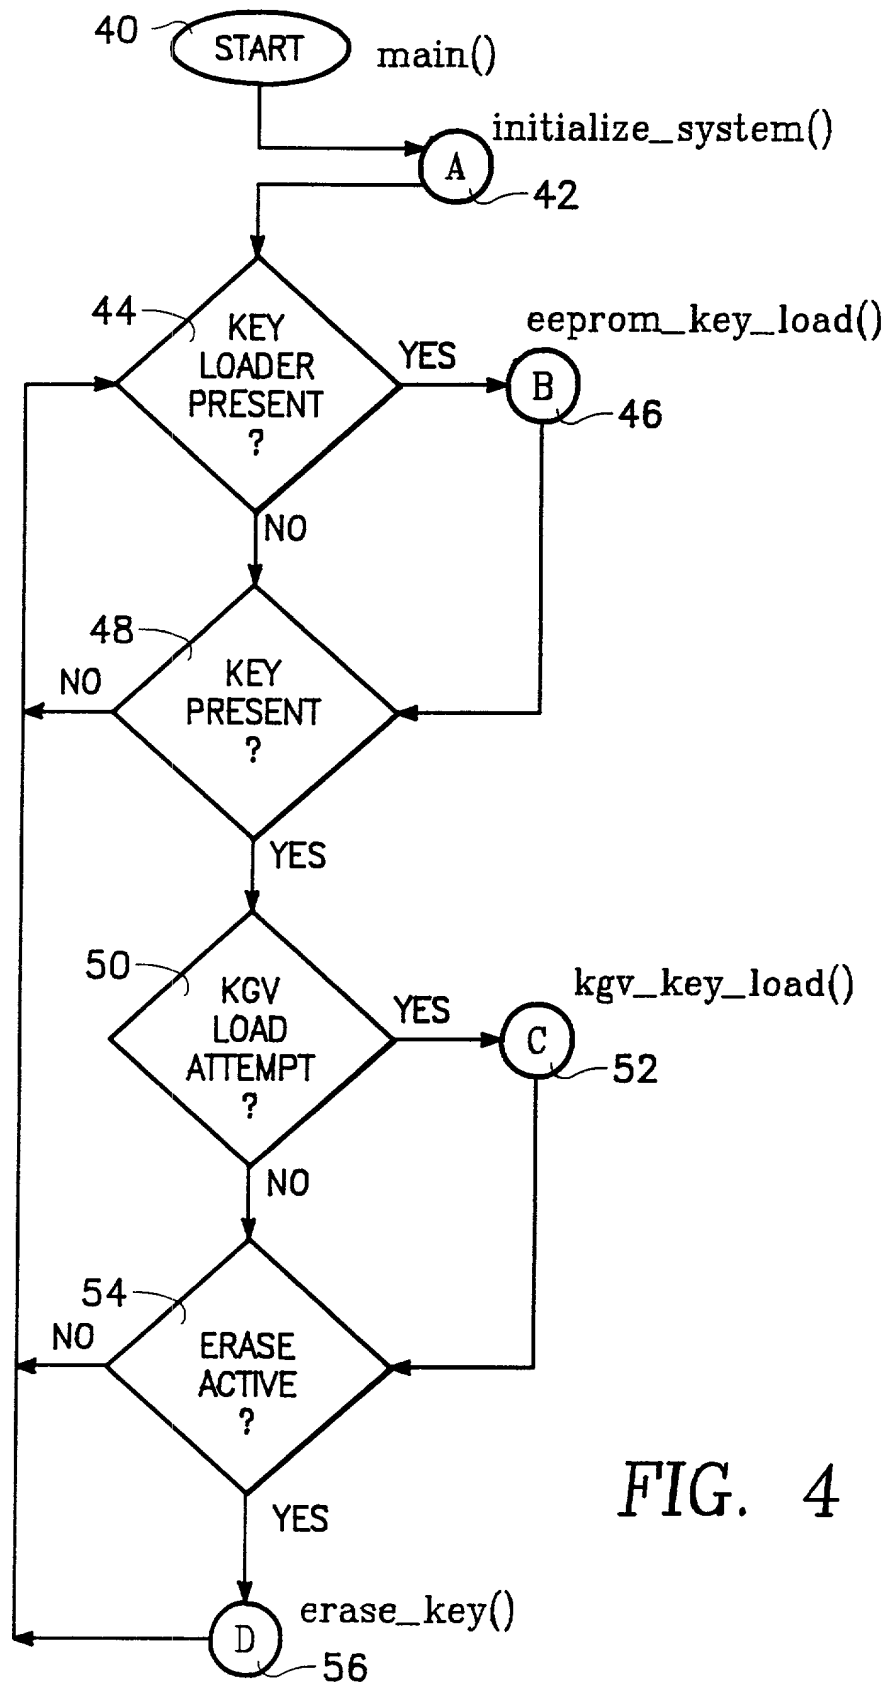 40
START
main()
initialize_system()
A
42
44
KEY
LOADER
PRESENT
?
YES
eeprom_key_load()
B
46
NO
48
KEY
PRESENT
?
NO
YES
50
KGV
LOAD
ATTEMPT
?
YES
kgv_key_load()
C
52
NO
54
ERASE
ACTIVE
?
NO
YES
FIG. 4
D
erase_key()
56